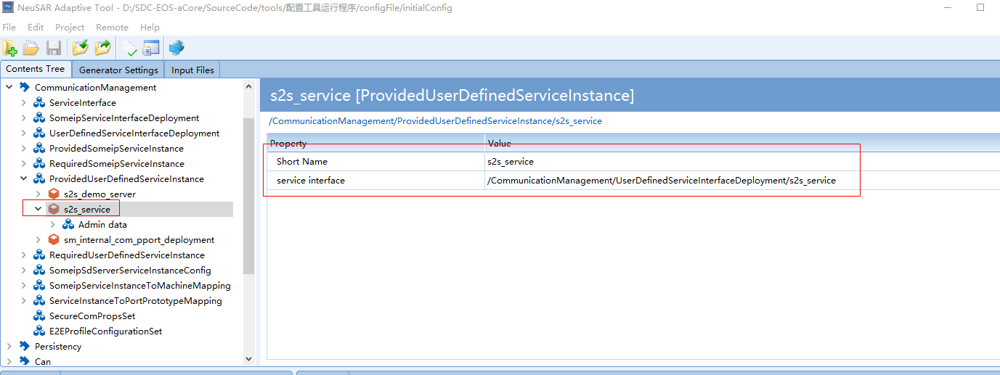 NeuSAR Adaptive Tool - D:/SDC-EOS-aCore/SourceCode/tools/配置工具运行程序/configFile/initialConfig
File Edit Project Remote Help
Contents Tree Generator Settings Input Files
CommunicationManagement
ServiceInterface
SomeipServiceInterfaceDeployment
UserDefinedServiceInterfaceDeployment
ProvidedSomeipServiceInstance
RequiredSomeipServiceInstance
ProvidedUserDefinedServiceInstance
s2s_demo_server
s2s_service
Admin data
sm_internal_com_pport_deployment
RequiredUserDefinedServiceInstance
SomeipSdServerServiceInstanceConfig
SomeipServiceInstanceToMachineMapping
ServiceInstanceToPortPrototypeMapping
SecureComPropsSet
E2EProfileConfigurationSet
Persistency
Can
s2s_service [ProvidedUserDefinedServiceInstance]
/CommunicationManagement/ProvidedUserDefinedServiceInstance/s2s_service
Property Value
Short Name s2s_service
service interface /CommunicationManagement/UserDefinedServiceInterfaceDeployment/s2s_service